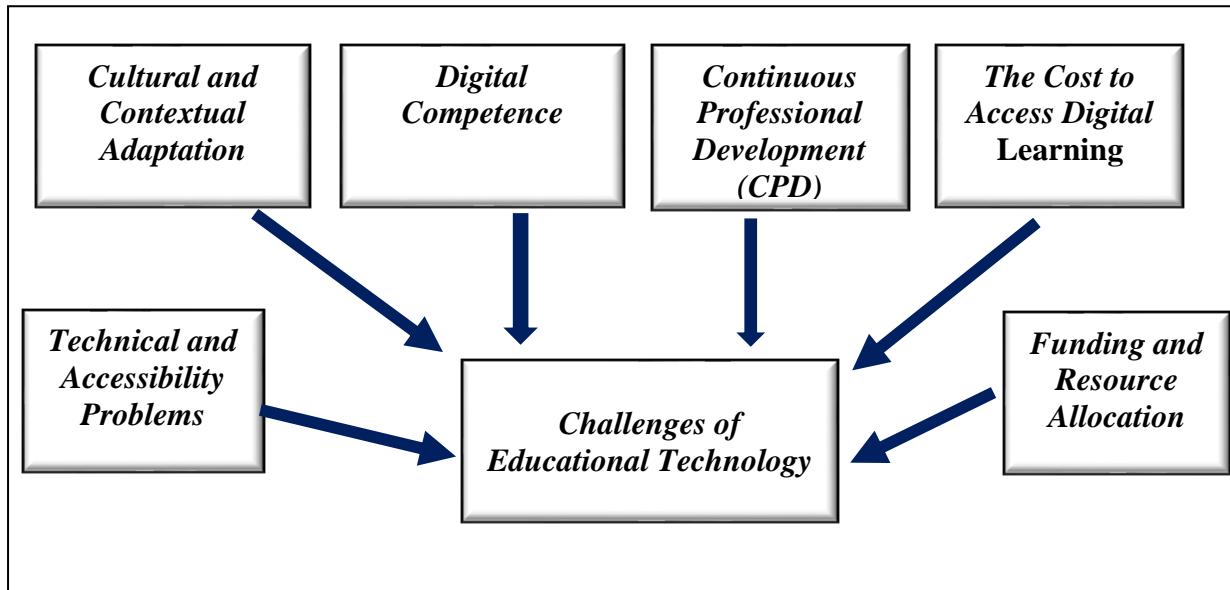 Cultural and
Contextual
Adaptation
Digital
Competence
Continuous
Professional
Development
(CPD)
The Cost to
Access Digital
Learning
Technical and
Accessibility
Problems
Challenges of
Educational Technology
Funding and
Resource
Allocation